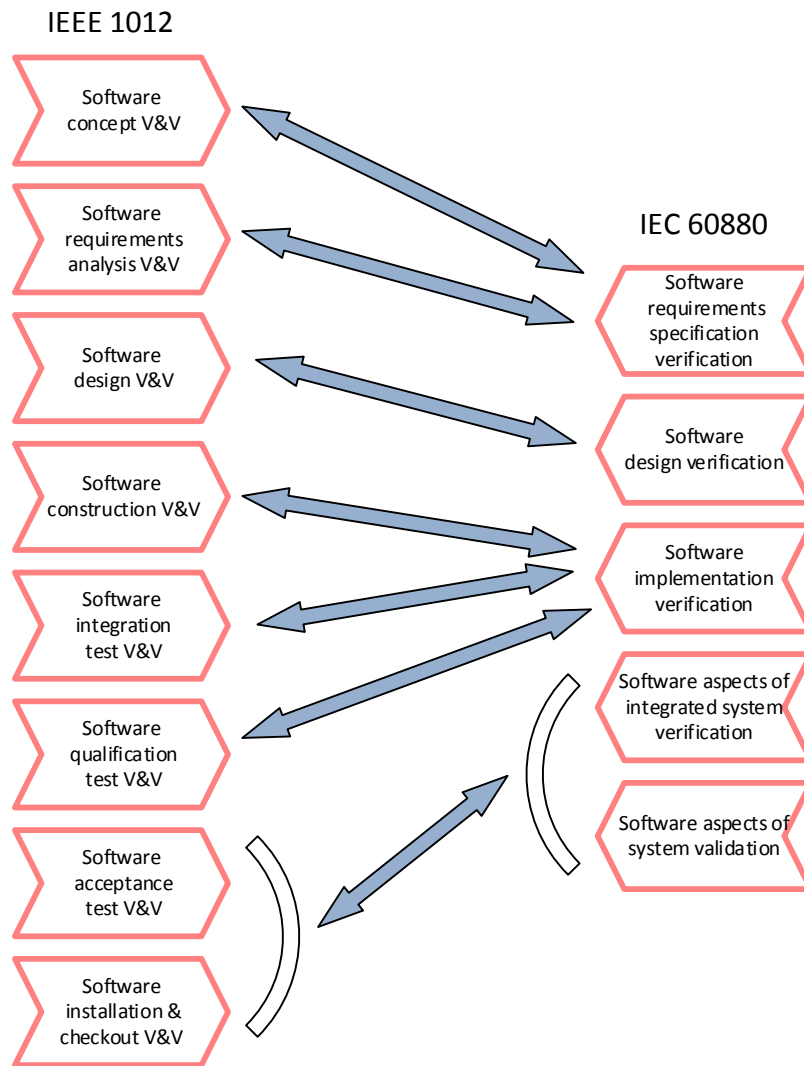 IEEE 1012
Software
concept V&V
Software
requirements
analysis V&V
Software
design V&V
Software
construction V&V
Software
integration
test V&V
Software
qualification
test V&V
Software
acceptance
test V&V
Software
installation &
checkout V&V
IEC 60880
Software
requirements
specification
verification
Software
design verification
Software
implementation
verification
Software aspects of
integrated system
verification
Software aspects of
system validation